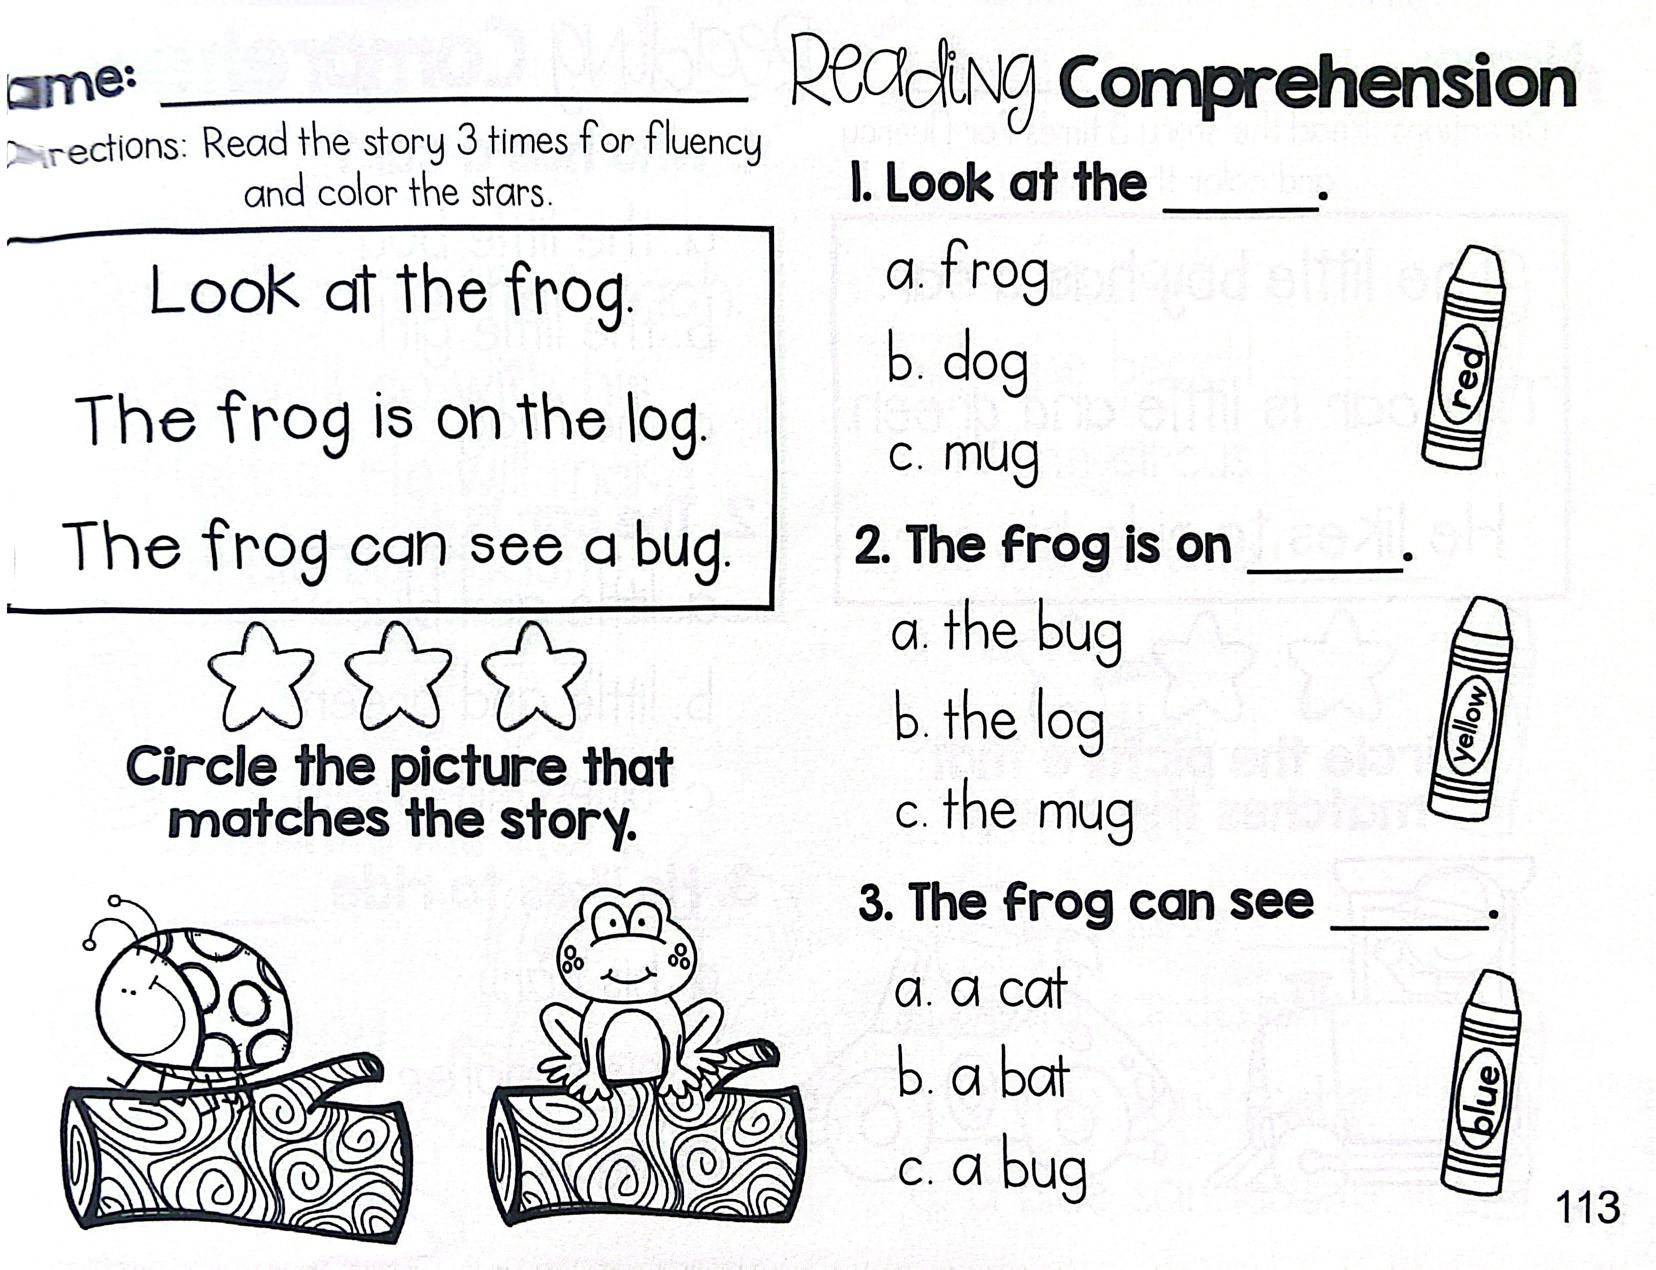 ame: ____________
Directions: Read the story 3 times for fluency
and color the stars.
Look at the frog.
The frog is on the log.
The frog can see a bug.
Circle the picture that
matches the story.
Reading Comprehension
1. Look at the ______.
a. frog
b. dog
c. mug
red
2. The frog is on ______.
a. the bug
b. the log
c. the mug
yellow
3. The frog can see ______.
a. a cat
b. a bat
c. a bug
blue
113